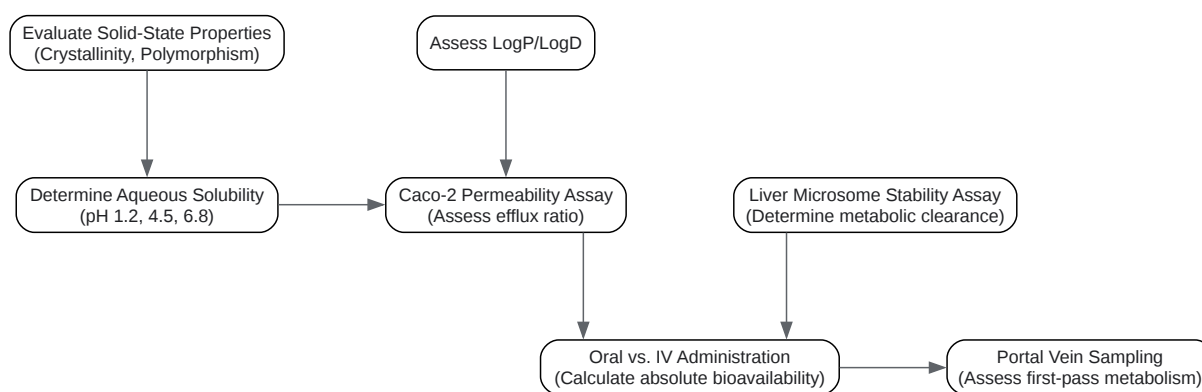 Evaluate Solid-State Properties
(Crystallinity, Polymorphism)
Assess LogP/LogD
Determine Aqueous Solubility
(pH 1.2, 4.5, 6.8)
Caco-2 Permeability Assay
(Assess efflux ratio)
Liver Microsome Stability Assay
(Determine metabolic clearance)
Oral vs. IV Administration
(Calculate absolute bioavailability)
Portal Vein Sampling
(Assess first-pass metabolism)